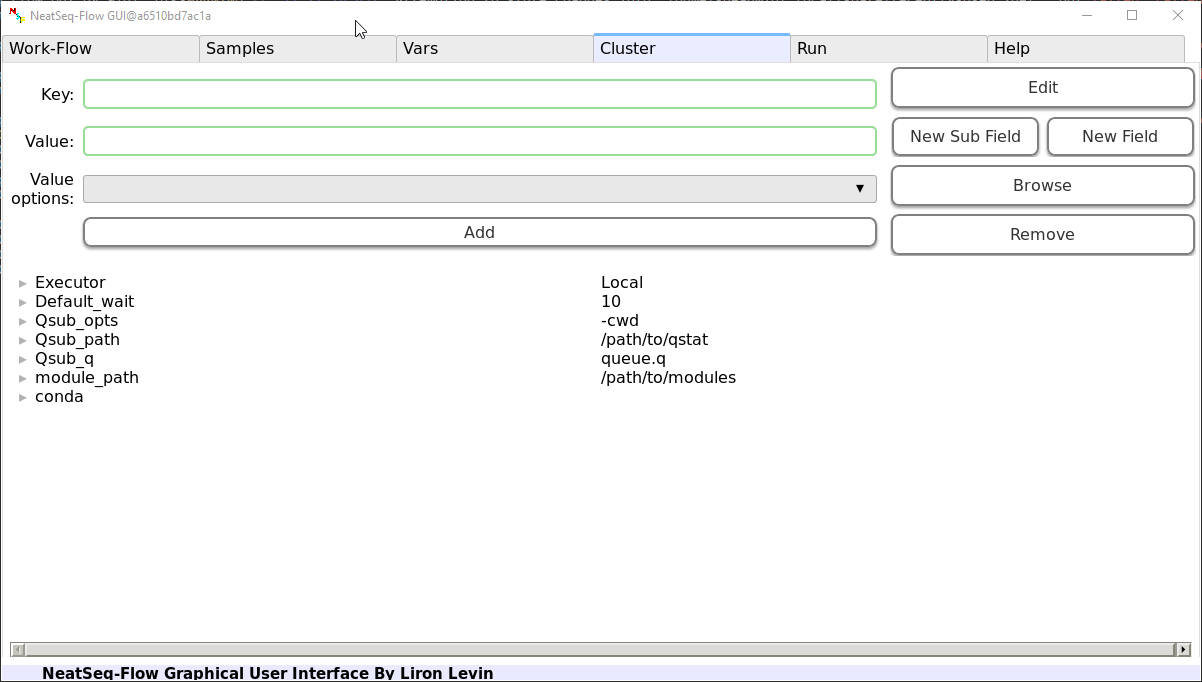 NeatSeq-Flow GUI@a6510bd7ac1a
Work-Flow Samples Vars Cluster Run Help
Key:
Edit
Value:
New Sub Field New Field
Value
options:
▼
Browse
Add
Remove
Executor Local
Default_wait 10
Qsub_opts -cwd
Qsub_path /path/to/qstat
Qsub_q queue.q
module_path /path/to/modules
conda
NeatSeq-Flow Graphical User Interface By Liron Levin